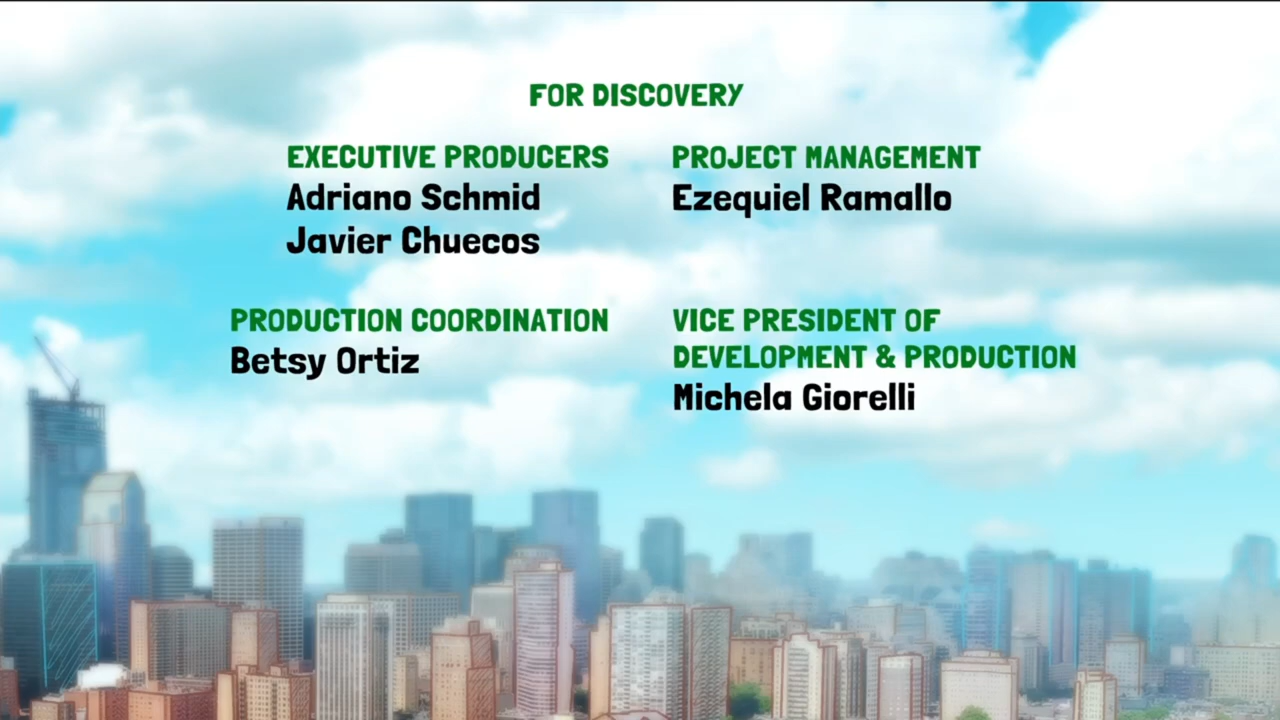 FOR DISCOVERY
EXECUTIVE PRODUCERS
Adriano Schmid
Javier Chuecos
PROJECT MANAGEMENT
Ezequiel Ramallo
PRODUCTION COORDINATION
Betsy Ortiz
VICE PRESIDENT OF
DEVELOPMENT & PRODUCTION
Michela Giorelli